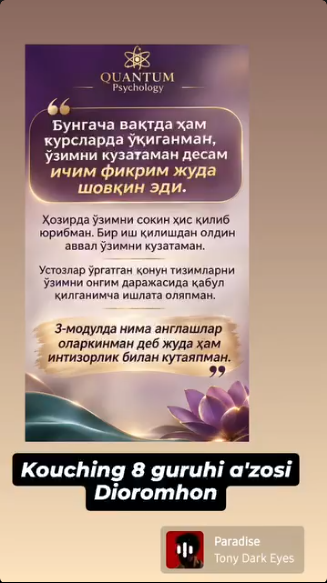 QUANTUM
Psychology
Бунгача вақтда ҳам
курсларда ўқиганман,
ўзимни кузатаман десам
ичим фикрим жуда
шовқин эди.
Ҳозирда ўзимни сокин ҳис қилиб
юрибман. Бир иш қилишдан олдин
аввал ўзимни кузатаман.
Устозлар ўргатган қонун тизимларни
ўзимни онгим даражасида қабул
қилганимча ишлата оляпман.
3-модулда нима англашлар
оларкинман деб жуда ҳам
интизорлик билан кутаяпман.
Kouching 8 guruhi a'zosi
Dioromhon
Paradise
Tony Dark Eyes